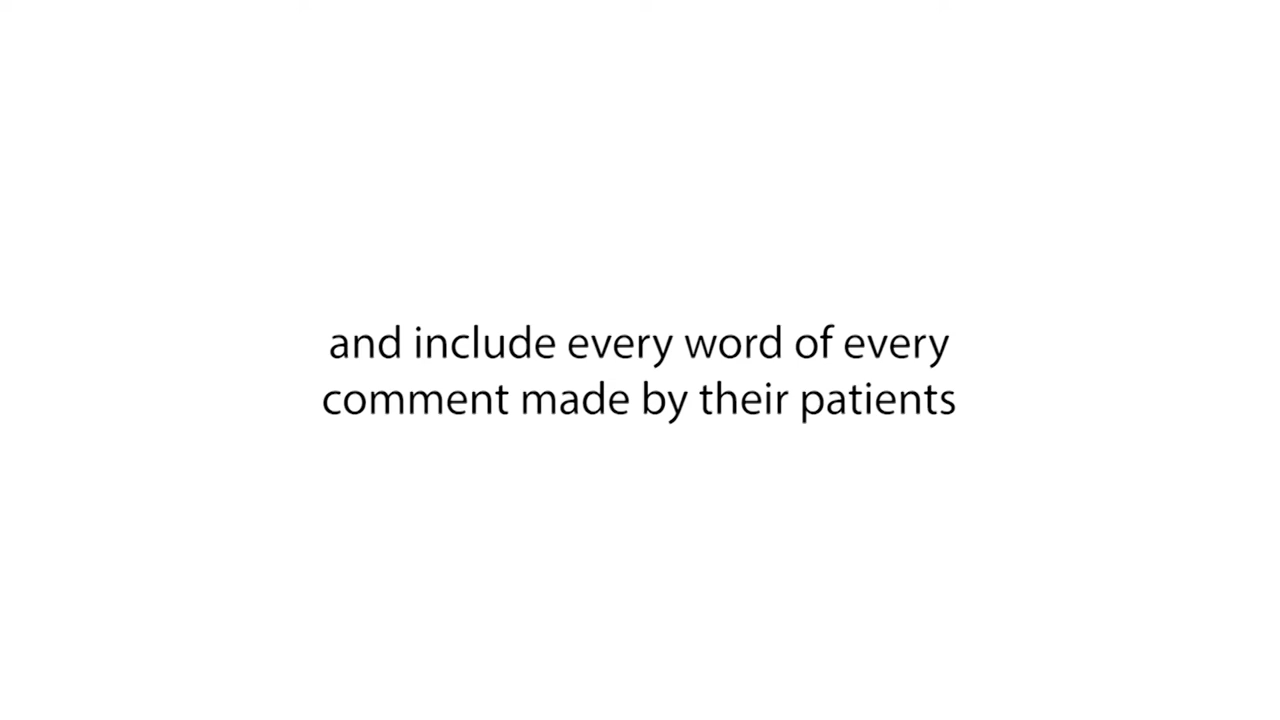 and include every word of every
comment made by their patients